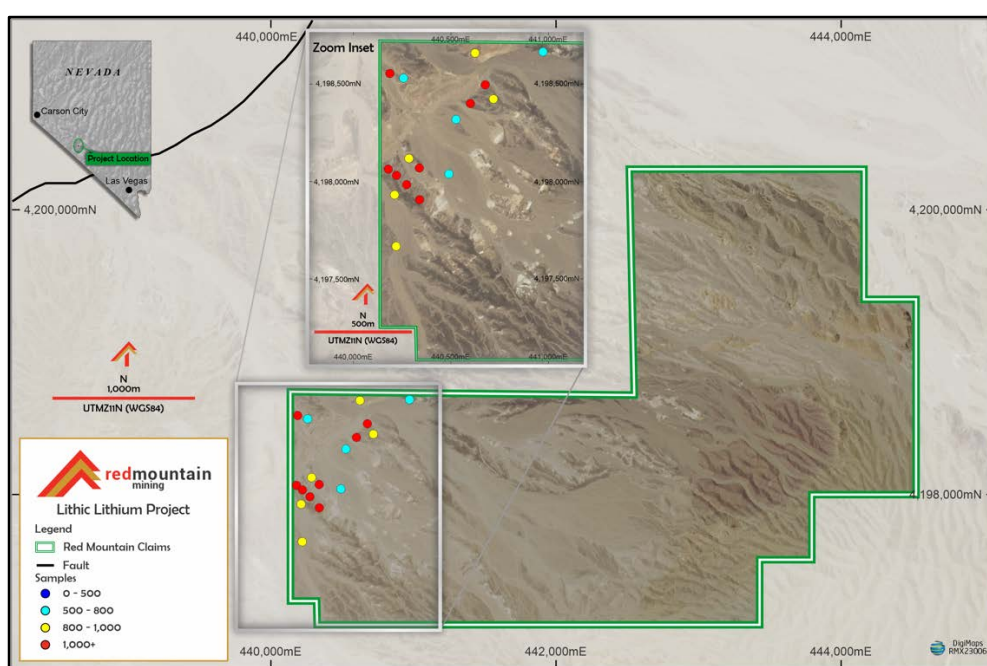 440,000mE
444,000mE
NEVADA
Carson City
Project Location
Las Vegas
Zoom Inset
440,500mE
441,000mE
4,198,500mN
4,198,500mN
4,198,000mN
4,198,000mN
4,197,500mN
4,197,500mN
N
500m
UTMZ11N (WGS84)
440,000mE
440,500mE
441,000mE
4,200,000mN
4,200,000mN
N
1,000m
UTMZ11N (WGS84)
4,198,000mN
redmountain
mining
Lithic Lithium Project
Legend
Red Mountain Claims
Fault
Samples
0 - 500
500 - 800
800 - 1,000
1,000+
440,000mE
442,000mE
444,000mE
DigiMaps
RMX23006